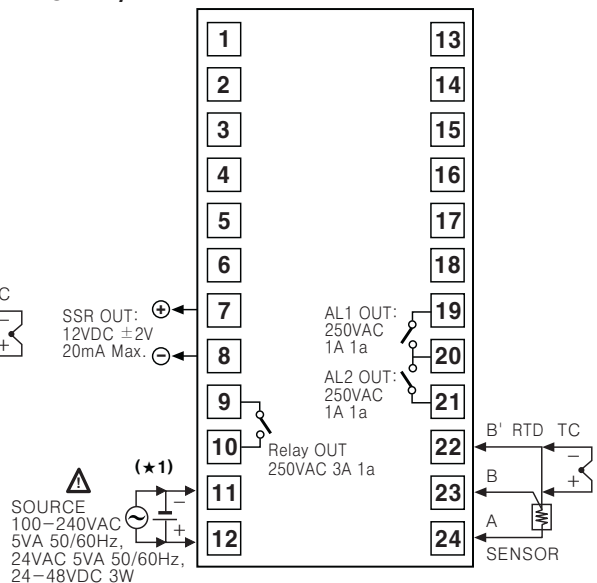 1
2
3
4
5
6
7
8
9
10
11
12
13
14
15
16
17
18
19
20
21
22
23
24
C
−
+
SSR OUT:
12VDC ±2V
20mA Max.
+
−
Relay OUT
250VAC 3A 1a
(★1)
−
+
SOURCE
100−240VAC
5VA 50/60Hz,
24VAC 5VA 50/60Hz,
24−48VDC 3W
AL1 OUT:
250VAC
1A 1a
AL2 OUT:
250VAC
1A 1a
B' RTD TC
B
A
−
+
SENSOR